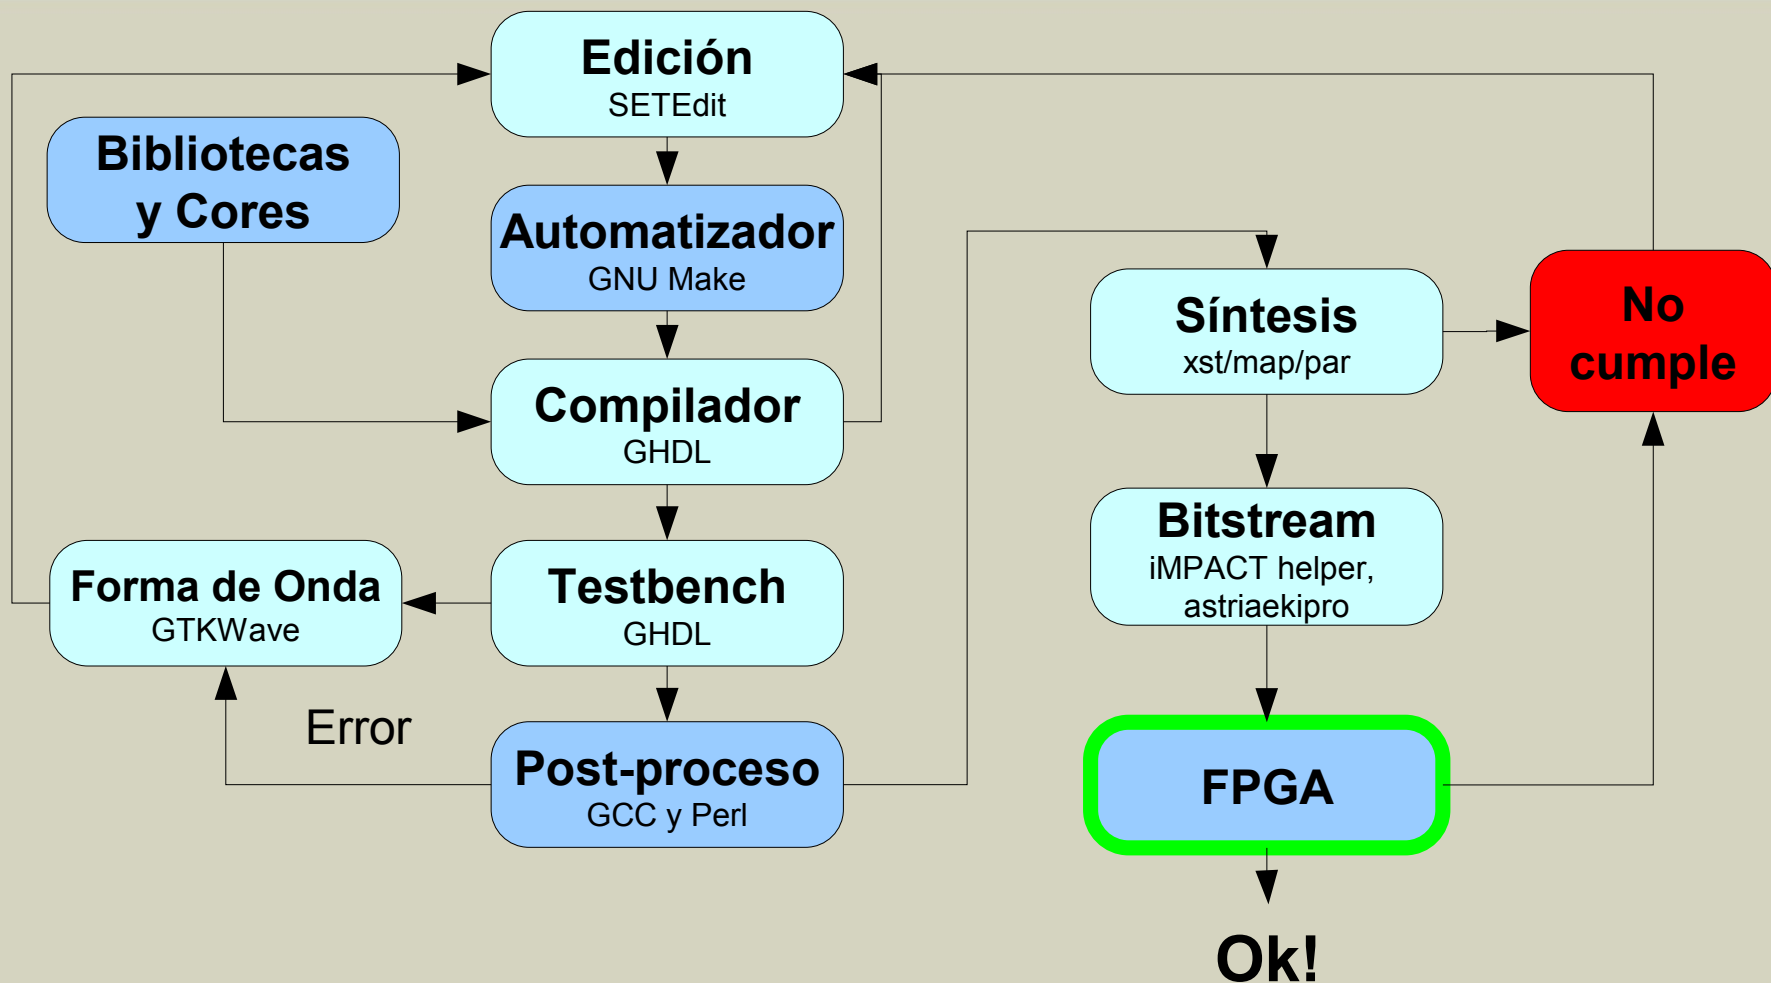 Edición
SETEdit
Bibliotecas
y Cores
Automatizador
GNU Make
Compilador
GHDL
Forma de Onda
GTKWave
Testbench
GHDL
Error
Post-proceso
GCC y Perl
Síntesis
xst/map/par
No
cumple
Bitstream
iMPACT helper,
astriaekipro
FPGA
Ok!